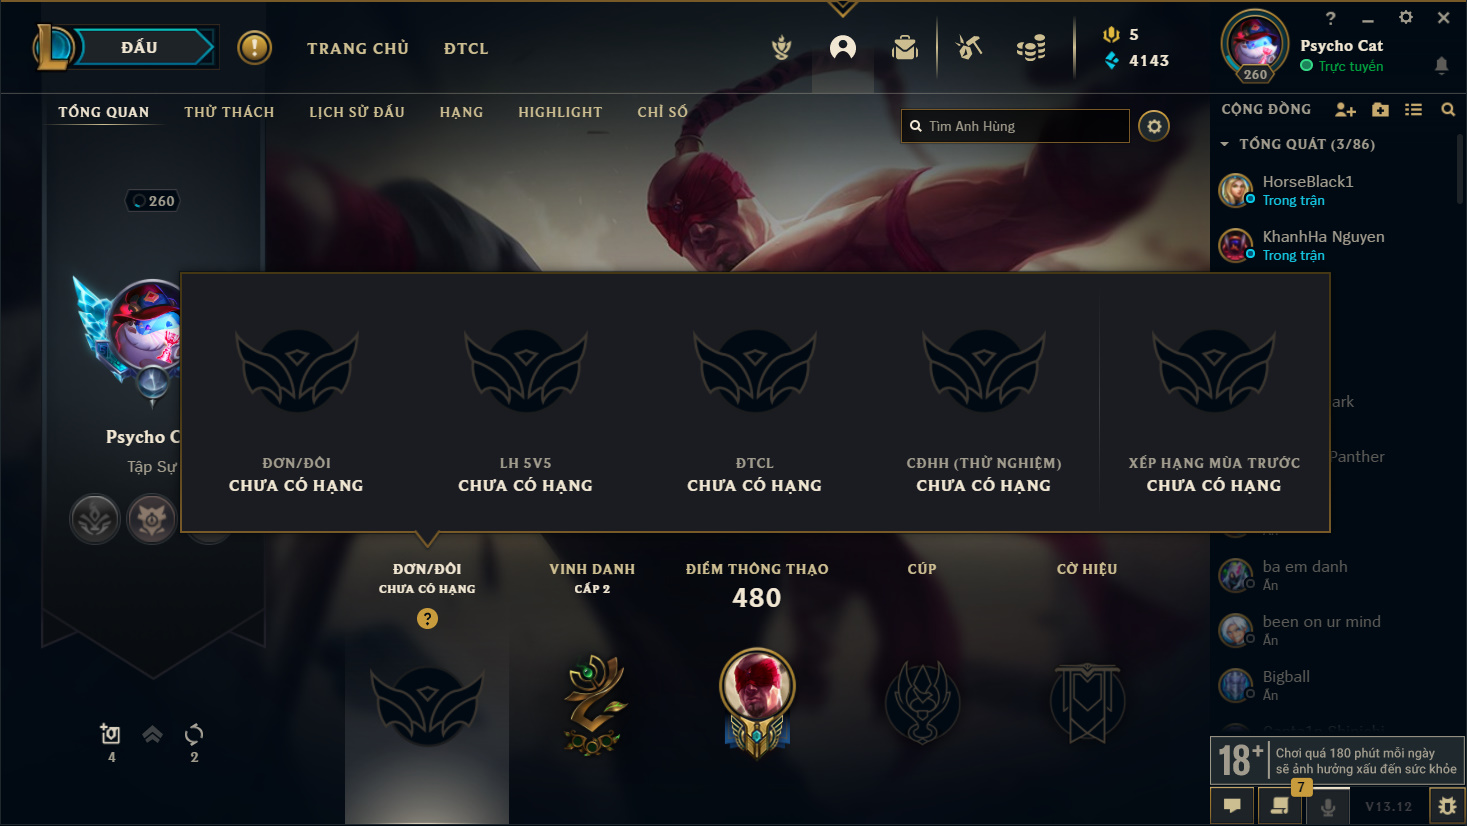 ĐẤU
TRANG CHỦ
ĐTCL
5
4143
?
Psycho Cat
Trực tuyến
260
TỔNG QUAN
THỬ THÁCH
LỊCH SỬ ĐẤU
HẠNG
HIGHLIGHT
CHỈ SỐ
Tìm Anh Hùng
CỘNG ĐỒNG
TỔNG QUÁT (3/86)
HorseBlack1
Trong trận
KhanhHa Nguyen
Trong trận
ark
Panther
ba em danh
Ẩn
been on ur mind
Ẩn
Bigball
Ẩn
260
Psycho C
Tập Sự
ĐƠN/ĐÔI
CHƯA CÓ HẠNG
LH 5V5
CHƯA CÓ HẠNG
ĐTCL
CHƯA CÓ HẠNG
CĐHH (THỬ NGHIỆM)
CHƯA CÓ HẠNG
XẾP HẠNG MÙA TRƯỚC
CHƯA CÓ HẠNG
ĐƠN/ĐÔI
CHƯA CÓ HẠNG
?
VINH DANH
CẤP 2
ĐIỂM THÔNG THẠO
480
CÚP
CỜ HIỆU
4
2
18+
Chơi quá 180 phút mỗi ngày
sẽ ảnh hưởng xấu đến sức khỏe
7
V13.12